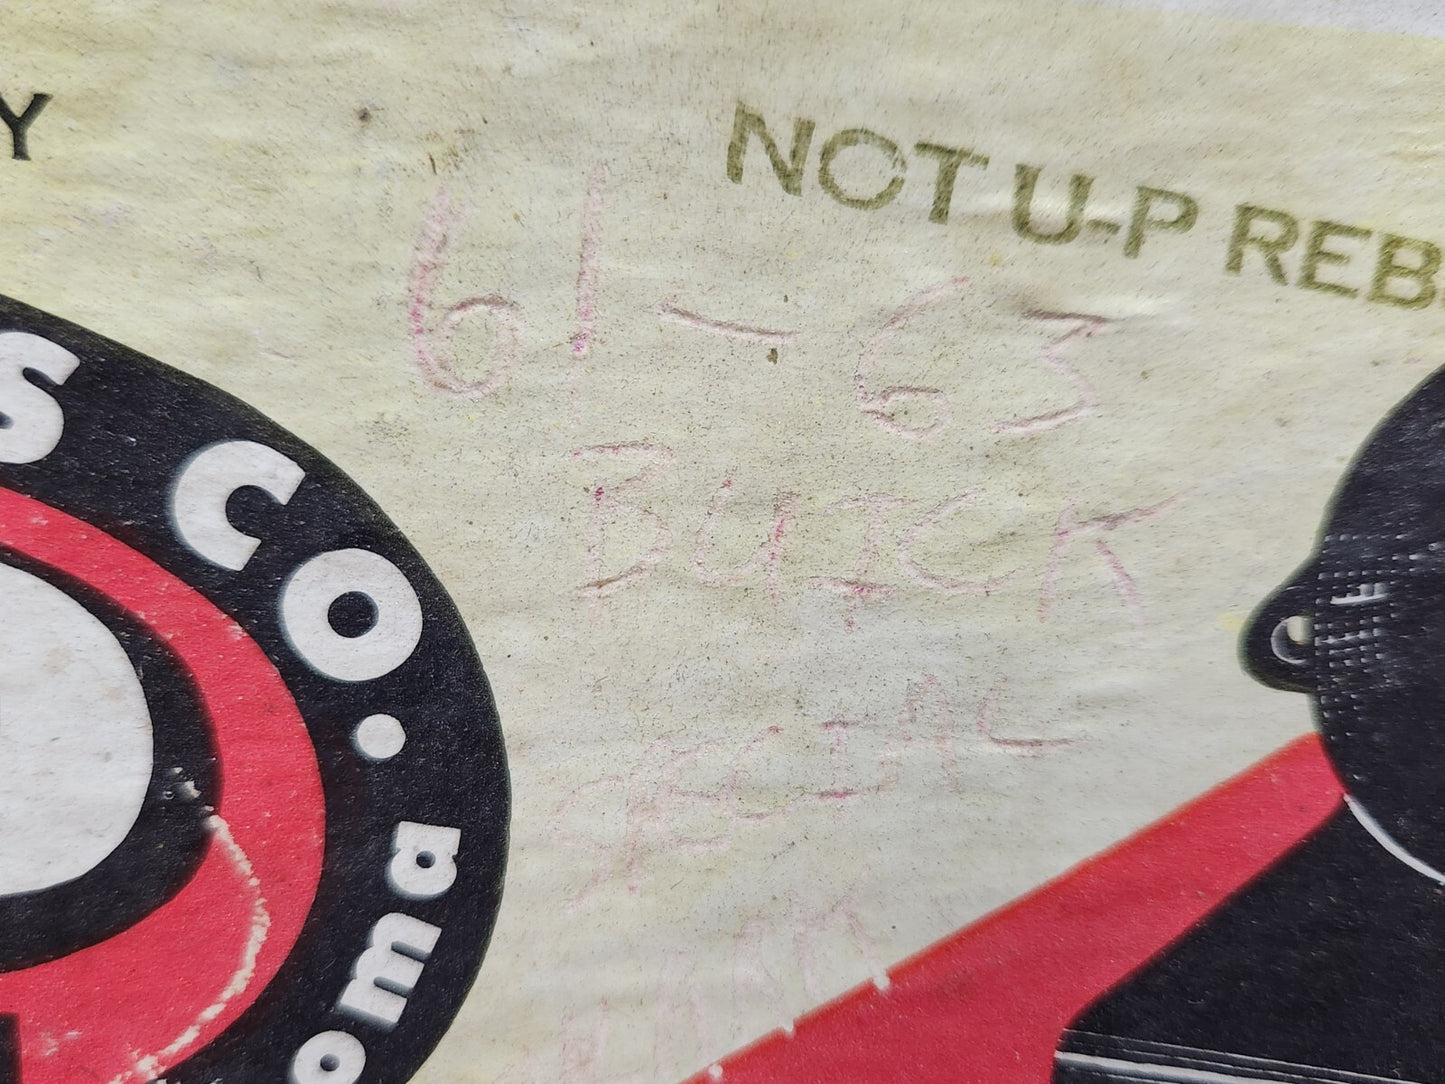 Y
NOT U-P REB
61-63
BUICK
SPECIAL
S CO.
oma